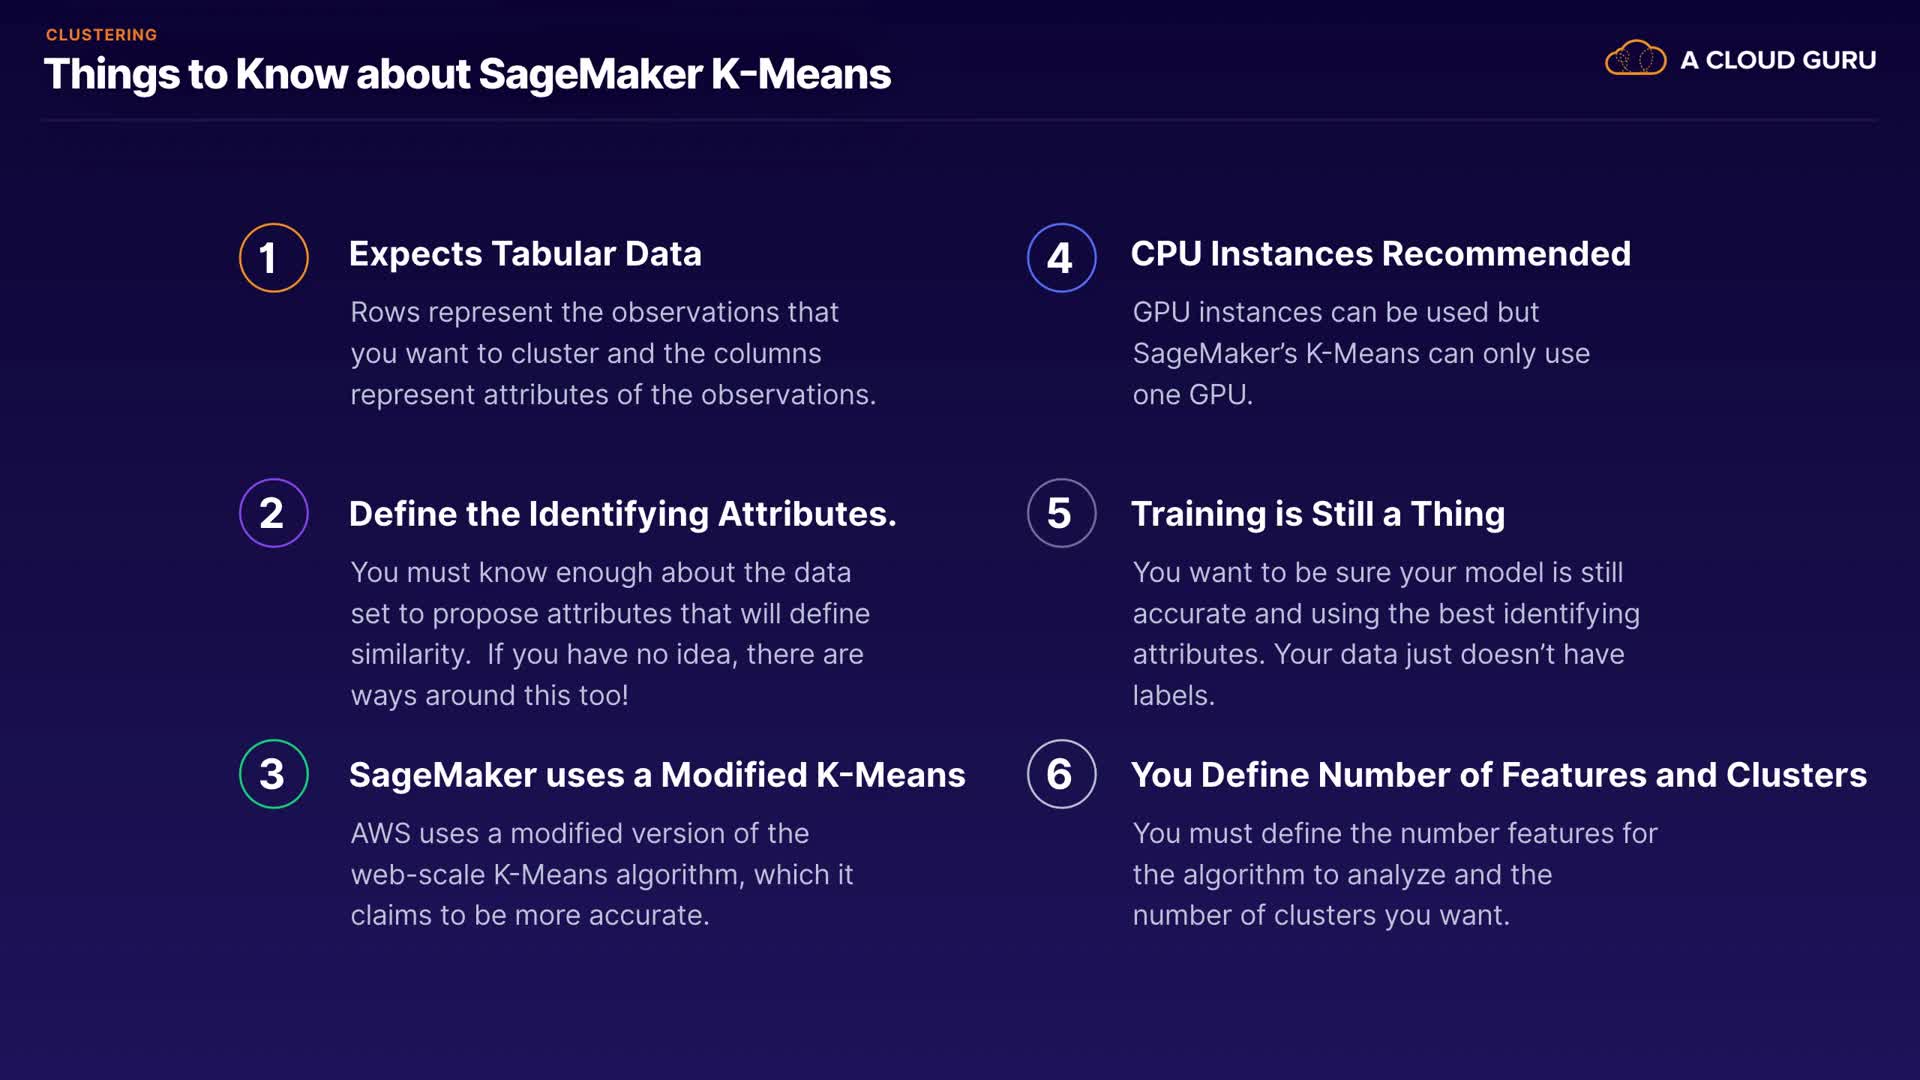 CLUSTERING
Things to Know about SageMaker K-Means
A CLOUD GURU
1
Expects Tabular Data
Rows represent the observations that
you want to cluster and the columns
represent attributes of the observations.
2
Define the Identifying Attributes.
You must know enough about the data
set to propose attributes that will define
similarity.  If you have no idea, there are
ways around this too!
3
SageMaker uses a Modified K-Means
AWS uses a modified version of the
web-scale K-Means algorithm, which it
claims to be more accurate.
4
CPU Instances Recommended
GPU instances can be used but
SageMaker’s K-Means can only use
one GPU.
5
Training is Still a Thing
You want to be sure your model is still
accurate and using the best identifying
attributes. Your data just doesn’t have
labels.
6
You Define Number of Features and Clusters
You must define the number features for
the algorithm to analyze and the
number of clusters you want.